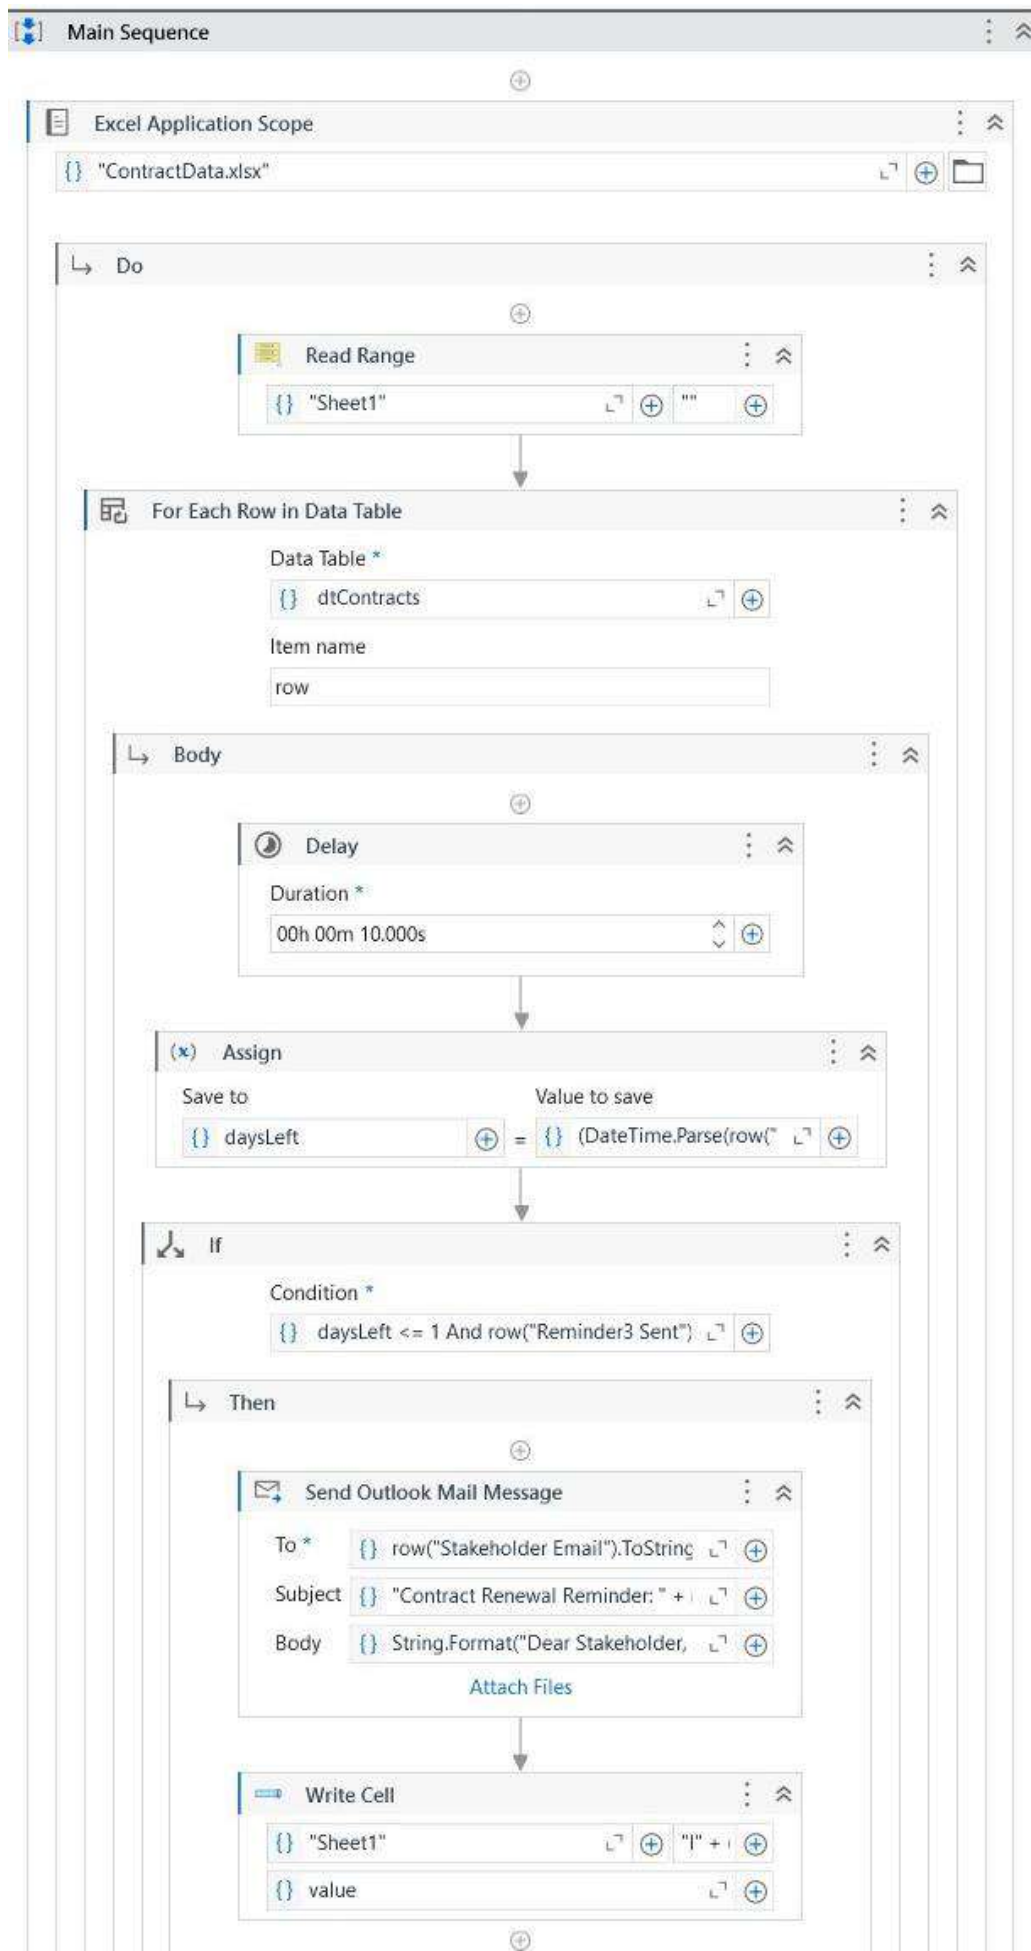 Main Sequence
Excel Application Scope
{} "ContractData.xlsx"
Do
Read Range
{} "Sheet1" ""
For Each Row in Data Table
Data Table *
{} dtContracts
Item name
row
Body
Delay
Duration *
00h 00m 10.000s
(x) Assign
Save to Value to save
{} daysLeft = {} (DateTime.Parse(row("
If
Condition *
{} daysLeft <= 1 And row("Reminder3 Sent")
Then
Send Outlook Mail Message
To * {} row("Stakeholder Email").ToString
Subject {} "Contract Renewal Reminder: " +
Body {} String.Format("Dear Stakeholder,
Attach Files
Write Cell
{} "Sheet1" "I" +
{} value